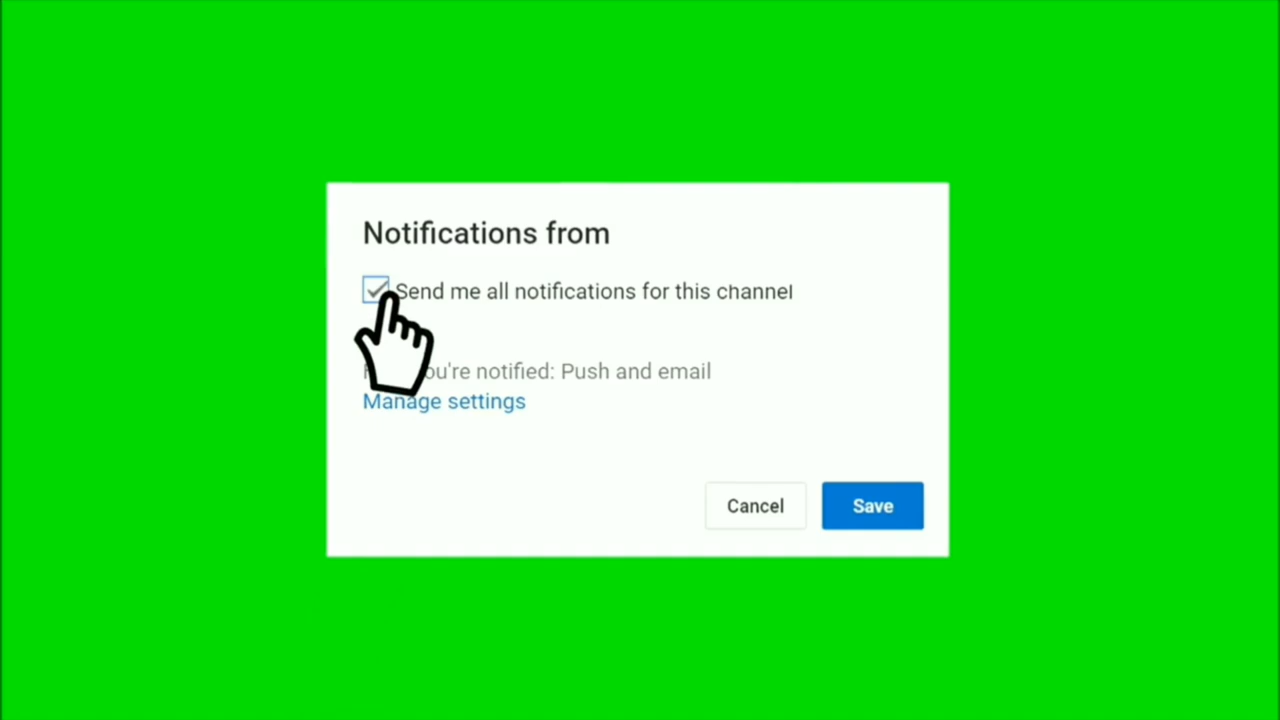 Notifications from
Send me all notifications for this channel
ou're notified: Push and email
Manage settings
Cancel
Save